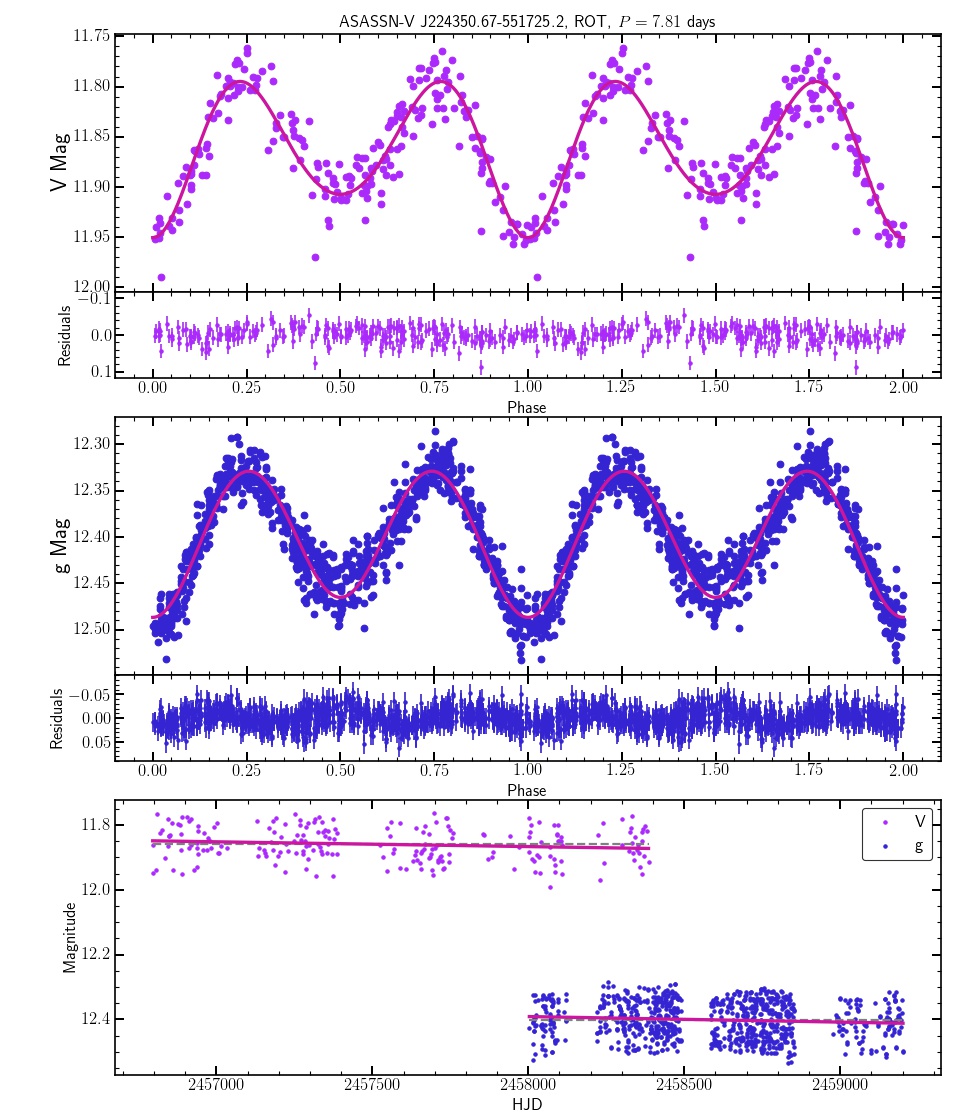 ASASSN-V J224350.67-551725.2, ROT, P = 7.81 days
11.75
11.80
11.85
11.90
11.95
12.00
V Mag
−0.1
0.0
0.1
Residuals
0.00 0.25 0.50 0.75 1.00 1.25 1.50 1.75 2.00
Phase
12.30
12.35
12.40
12.45
12.50
g Mag
−0.05
0.00
0.05
Residuals
0.00 0.25 0.50 0.75 1.00 1.25 1.50 1.75 2.00
Phase
11.8
12.0
12.2
12.4
Magnitude
V
g
2457000 2457500 2458000 2458500 2459000
HJD